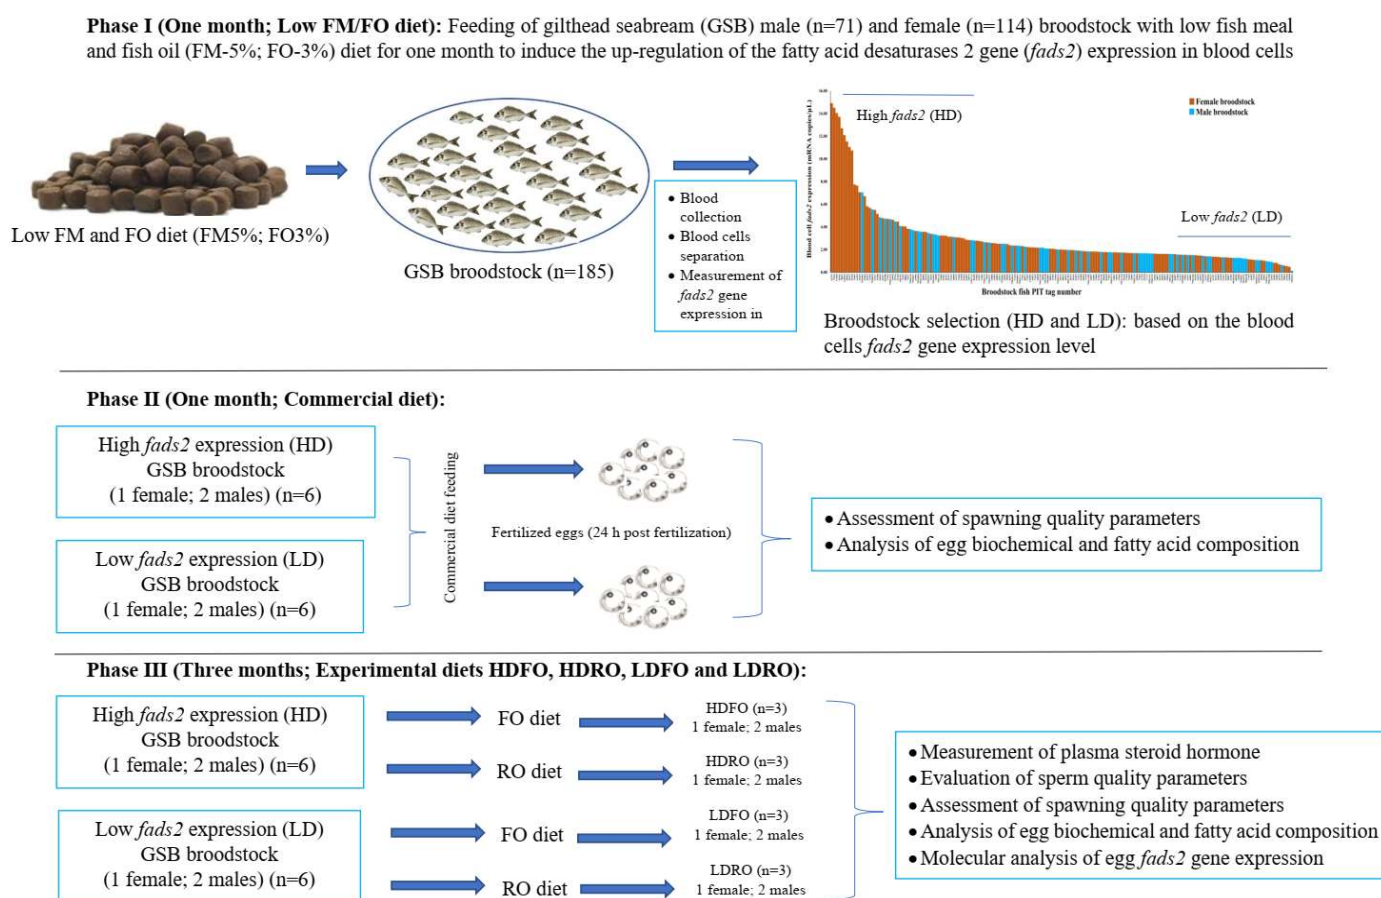 Phase I (One month; Low FM/FO diet): Feeding of gilthead seabream (GSB) male (n=71) and female (n=114) broodstock with low fish meal
and fish oil (FM-5%; FO-3%) diet for one month to induce the up-regulation of the fatty acid desaturases 2 gene (fads2) expression in blood cells
Low FM and FO diet (FM5%; FO3%)
GSB broodstock (n=185)
• Blood
collection
• Blood cells
separation
• Measurement of
fads2 gene
expression in
Blood cell fads2 expression (mRNA copies/µL)
High fads2 (HD)
Female broodstock
Male broodstock
Low fads2 (LD)
Broodstock fish PIT tag number
Broodstock selection (HD and LD): based on the blood
cells fads2 gene expression level
Phase II (One month; Commercial diet):
High fads2 expression (HD)
GSB broodstock
(1 female; 2 males) (n=6)
Low fads2 expression (LD)
GSB broodstock
(1 female; 2 males) (n=6)
Commercial diet feeding
Fertilized eggs (24 h post fertilization)
• Assessment of spawning quality parameters
• Analysis of egg biochemical and fatty acid composition
Phase III (Three months; Experimental diets HDFO, HDRO, LDFO and LDRO):
High fads2 expression (HD)
GSB broodstock
(1 female; 2 males) (n=6)
Low fads2 expression (LD)
GSB broodstock
(1 female; 2 males) (n=6)
FO diet
RO diet
FO diet
RO diet
HDFO (n=3)
1 female; 2 males
HDRO (n=3)
1 female; 2 males
LDFO (n=3)
1 female; 2 males
LDRO (n=3)
1 female; 2 males
• Measurement of plasma steroid hormone
• Evaluation of sperm quality parameters
• Assessment of spawning quality parameters
• Analysis of egg biochemical and fatty acid composition
• Molecular analysis of egg fads2 gene expression